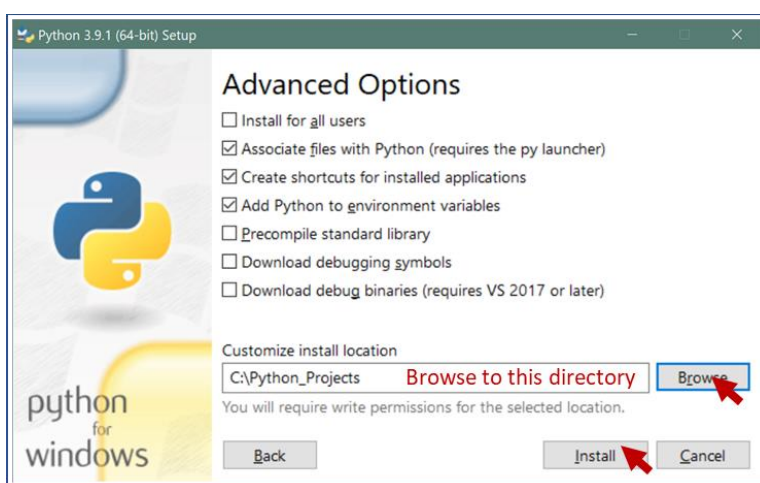 Python 3.9.1 (64-bit) Setup
Advanced Options
Install for all users
Associate files with Python (requires the py launcher)
Create shortcuts for installed applications
Add Python to environment variables
Precompile standard library
Download debugging symbols
Download debug binaries (requires VS 2017 or later)
Customize install location
C:\Python_Projects Browse to this directory Browse
You will require write permissions for the selected location.
python
for
windows
Back Install Cancel